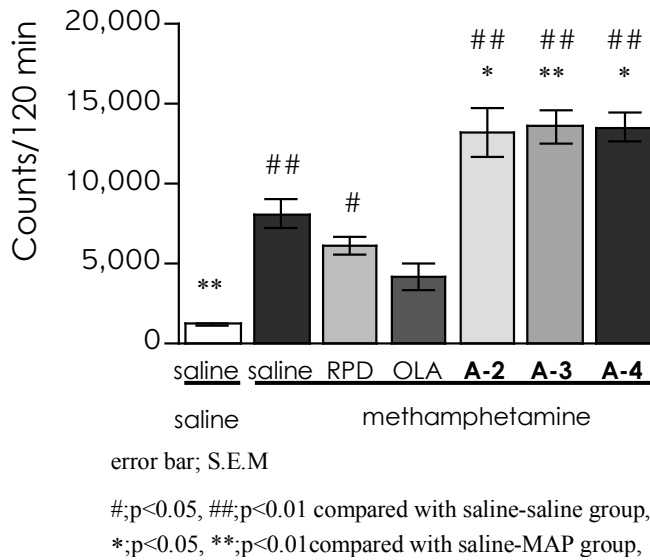 20,000
15,000
10,000
5,000
0
Counts/120 min
** ## # ## ## ##
* ** *
saline saline RPD OLA A-2 A-3 A-4
saline methamphetamine
error bar; S.E.M
#;p<0.05, ##;p<0.01 compared with saline-saline group,
*;p<0.05, **;p<0.01compared with saline-MAP group,